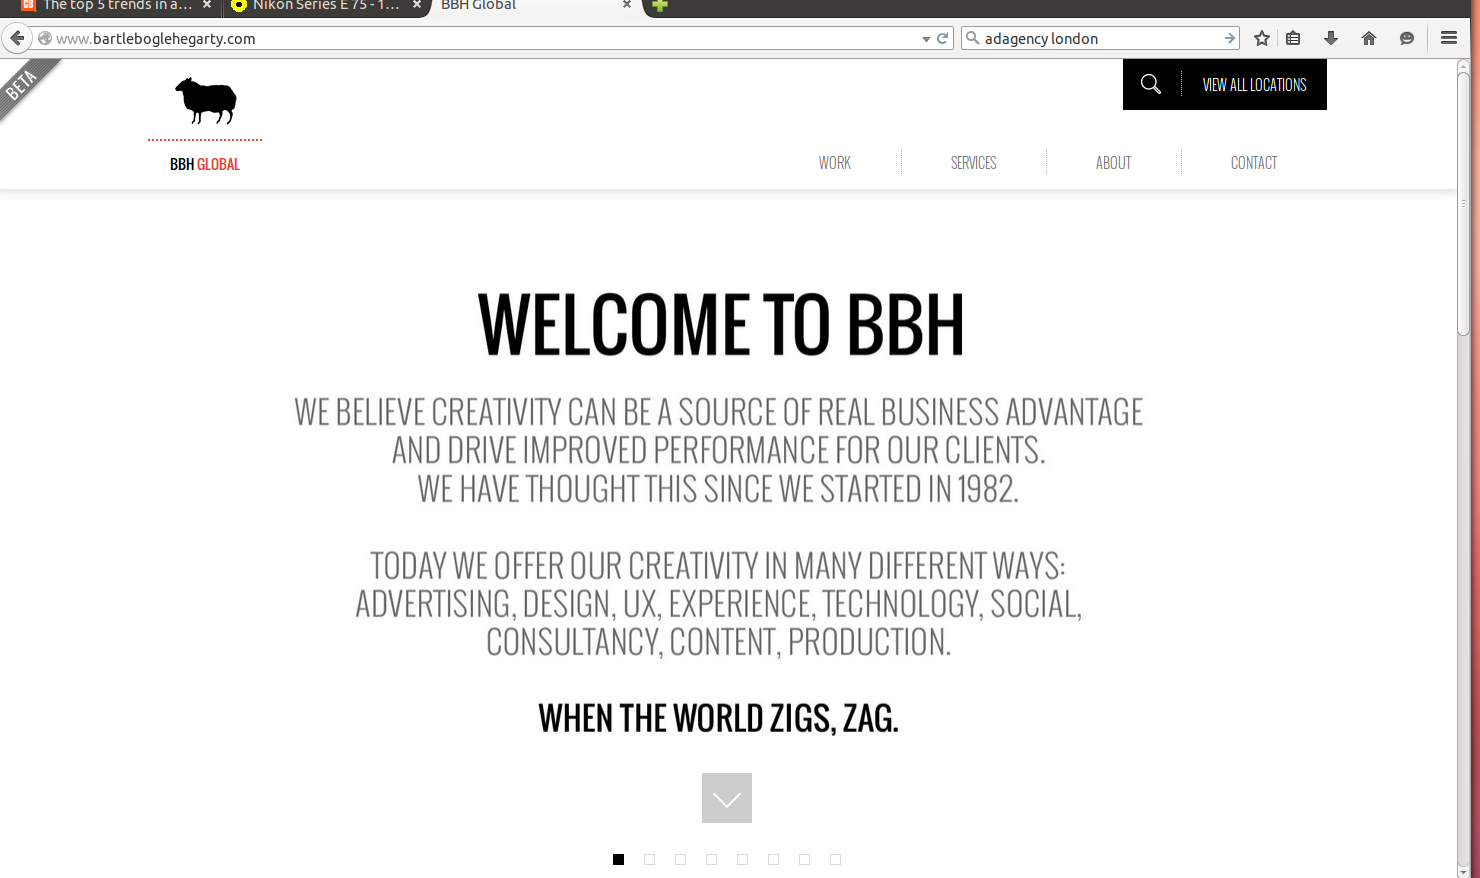 The top 5 trends in a...
Nikon Series E 75 - 1...
BBH Global
www.bartleboglehegarty.com
adagency london
BETA
VIEW ALL LOCATIONS
BBH GLOBAL
WORK
SERVICES
ABOUT
CONTACT
WELCOME TO BBH
WE BELIEVE CREATIVITY CAN BE A SOURCE OF REAL BUSINESS ADVANTAGE
AND DRIVE IMPROVED PERFORMANCE FOR OUR CLIENTS.
WE HAVE THOUGHT THIS SINCE WE STARTED IN 1982.
TODAY WE OFFER OUR CREATIVITY IN MANY DIFFERENT WAYS:
ADVERTISING, DESIGN, UX, EXPERIENCE, TECHNOLOGY, SOCIAL,
CONSULTANCY, CONTENT, PRODUCTION.
WHEN THE WORLD ZIGS, ZAG.